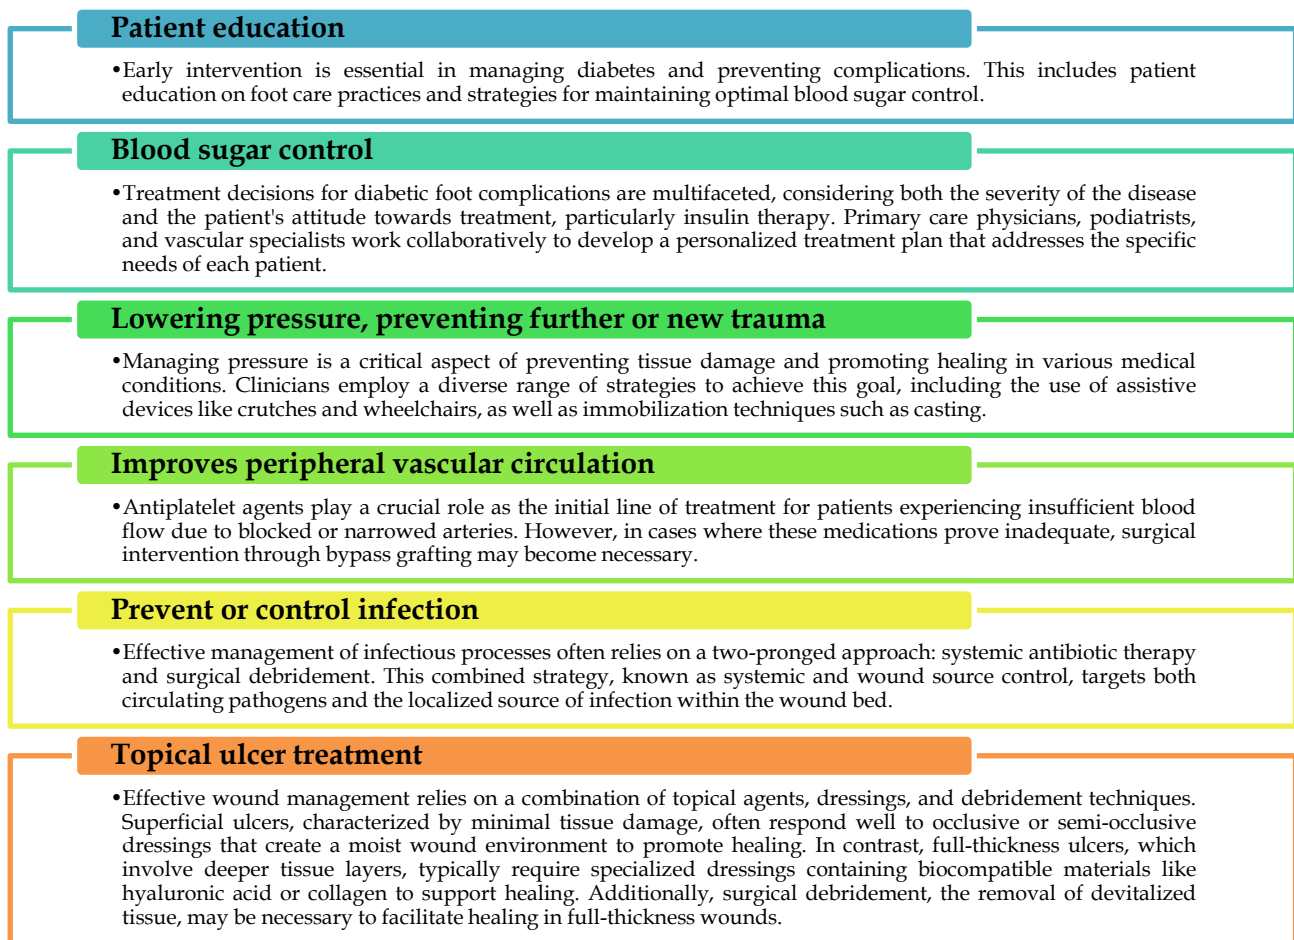 Patient education
•Early intervention is essential in managing diabetes and preventing complications. This includes patient
education on foot care practices and strategies for maintaining optimal blood sugar control.
Blood sugar control
•Treatment decisions for diabetic foot complications are multifaceted, considering both the severity of the disease
and the patient's attitude towards treatment, particularly insulin therapy. Primary care physicians, podiatrists,
and vascular specialists work collaboratively to develop a personalized treatment plan that addresses the specific
needs of each patient.
Lowering pressure, preventing further or new trauma
•Managing pressure is a critical aspect of preventing tissue damage and promoting healing in various medical
conditions. Clinicians employ a diverse range of strategies to achieve this goal, including the use of assistive
devices like crutches and wheelchairs, as well as immobilization techniques such as casting.
Improves peripheral vascular circulation
•Antiplatelet agents play a crucial role as the initial line of treatment for patients experiencing insufficient blood
flow due to blocked or narrowed arteries. However, in cases where these medications prove inadequate, surgical
intervention through bypass grafting may become necessary.
Prevent or control infection
•Effective management of infectious processes often relies on a two-pronged approach: systemic antibiotic therapy
and surgical debridement. This combined strategy, known as systemic and wound source control, targets both
circulating pathogens and the localized source of infection within the wound bed.
Topical ulcer treatment
•Effective wound management relies on a combination of topical agents, dressings, and debridement techniques.
Superficial ulcers, characterized by minimal tissue damage, often respond well to occlusive or semi-occlusive
dressings that create a moist wound environment to promote healing. In contrast, full-thickness ulcers, which
involve deeper tissue layers, typically require specialized dressings containing biocompatible materials like
hyaluronic acid or collagen to support healing. Additionally, surgical debridement, the removal of devitalized
tissue, may be necessary to facilitate healing in full-thickness wounds.